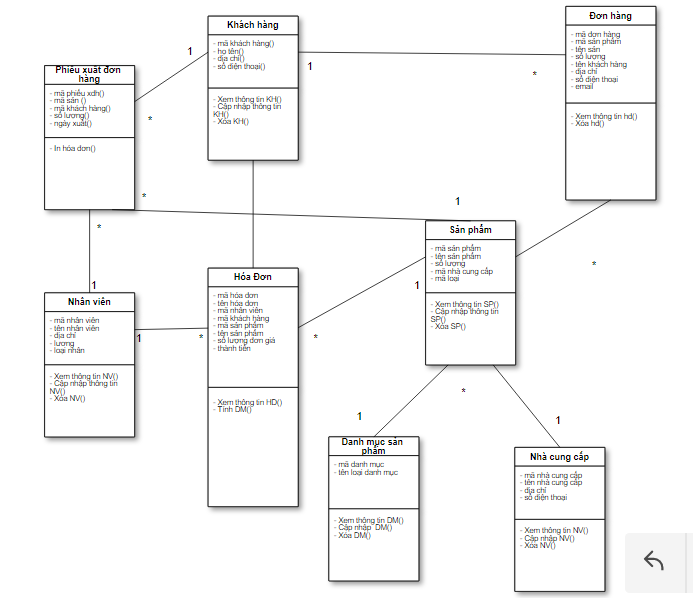 Khách hàng
- mã khách hàng()
- họ tên()
- địa chỉ()
- số điện thoại()
- Xem thông tin KH()
- Cập nhập thông tin
KH()
- Xóa KH()
Đơn hàng
- mã đơn hàng
- mã sản phẩm
- tên sản
- số lượng
- tên khách hàng
- địa chỉ
- số điện thoại
- email
- Xem thông tin hd()
- Xóa hd()
Phiếu xuất đơn
hàng
- mã phiếu xdh()
- mã sản ()
- mã khách hàng()
- số lượng()
- ngày xuất()
- In hóa đơn()
1
1
*
*
*
1
*
Sản phẩm
- mã sản phẩm
- tên sản phẩm
- số lượng
- mã nhà cung cấp
- mã loại
- Xem thông tin SP()
- Cập nhập thông tin
SP()
- Xóa SP()
*
1
1
Nhân viên
- mã nhân viên
- tên nhân viên
- địa chỉ
- lương
- loại nhân
- Xem thông tin NV()
- Cập nhập thông tin
NV()
- Xóa NV()
Hóa Đơn
- mã hóa đơn
- tên hóa đơn
- mã nhân viên
- mã khách hàng
- mã sản phẩm
- tên sản phẩm
- số lượng đơn giá
- thành tiền
- Xem thông tin HD()
- Tính DM()
1
*
*
*
1
1
Danh mục sản
phẩm
- mã danh mục
- tên loại danh mục
- Xem thông tin DM()
- Cập nhập DM()
- Xóa DM()
Nhà cung cấp
- mã nhà cung cấp
- tên nhà cung cấp
- địa chỉ
- số điện thoại
- Xem thông tin NV()
- Cập nhập NV()
- Xóa NV()